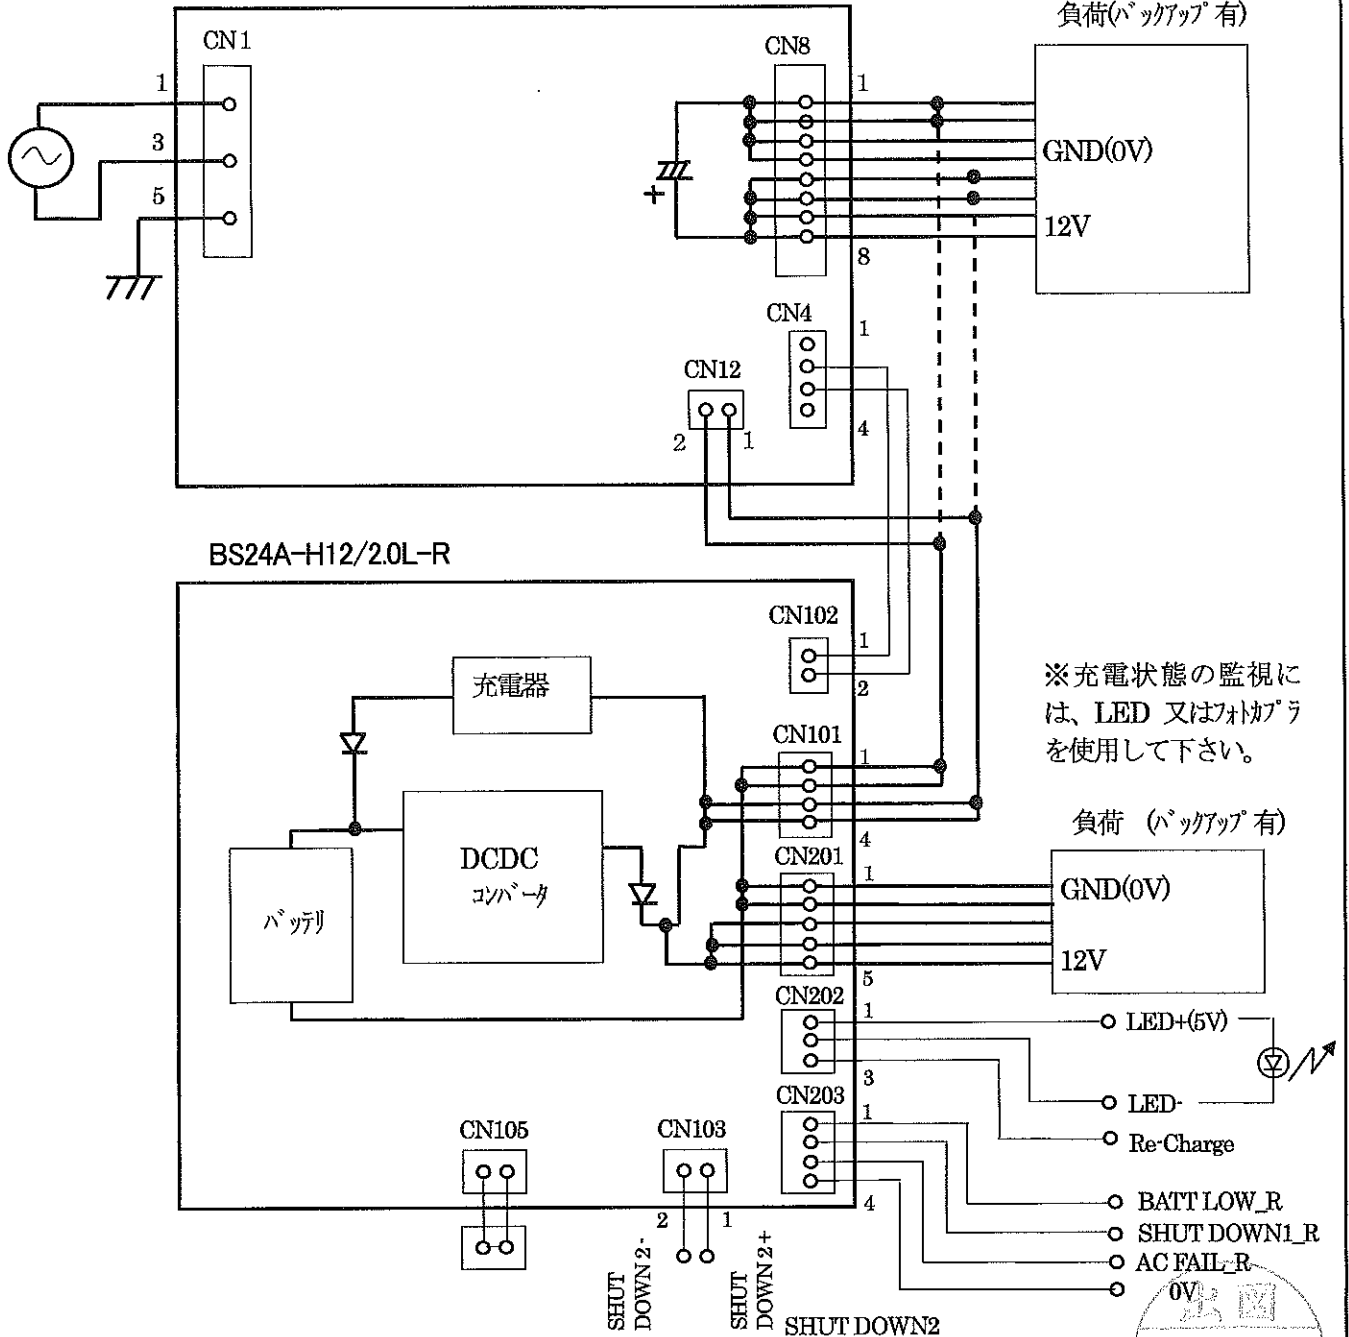 負荷(バックアップ有)
CN1
CN8
1
1
3
GND(0V)
5
12V
8
CN4
1
CN12
2
1
4
BS24A-H12/2.0L-R
CN102
1
充電器
2
※充電状態の監視に
は、LED 又はフォトカプラ
を使用して下さい。
CN101
1
負荷 (バックアップ有)
4
DCDC
コンバータ
CN201
1
GND(0V)
バッテリ
12V
5
CN202
1
LED+(5V)
3
LED-
CN203
1
CN105
CN103
Re-Charge
4
BATT LOW_R
2
1
SHUT DOWN1_R
AC FAIL_R
0V
SHUT
DOWN2-
SHUT
DOWN2+
SHUT DOWN2
出図